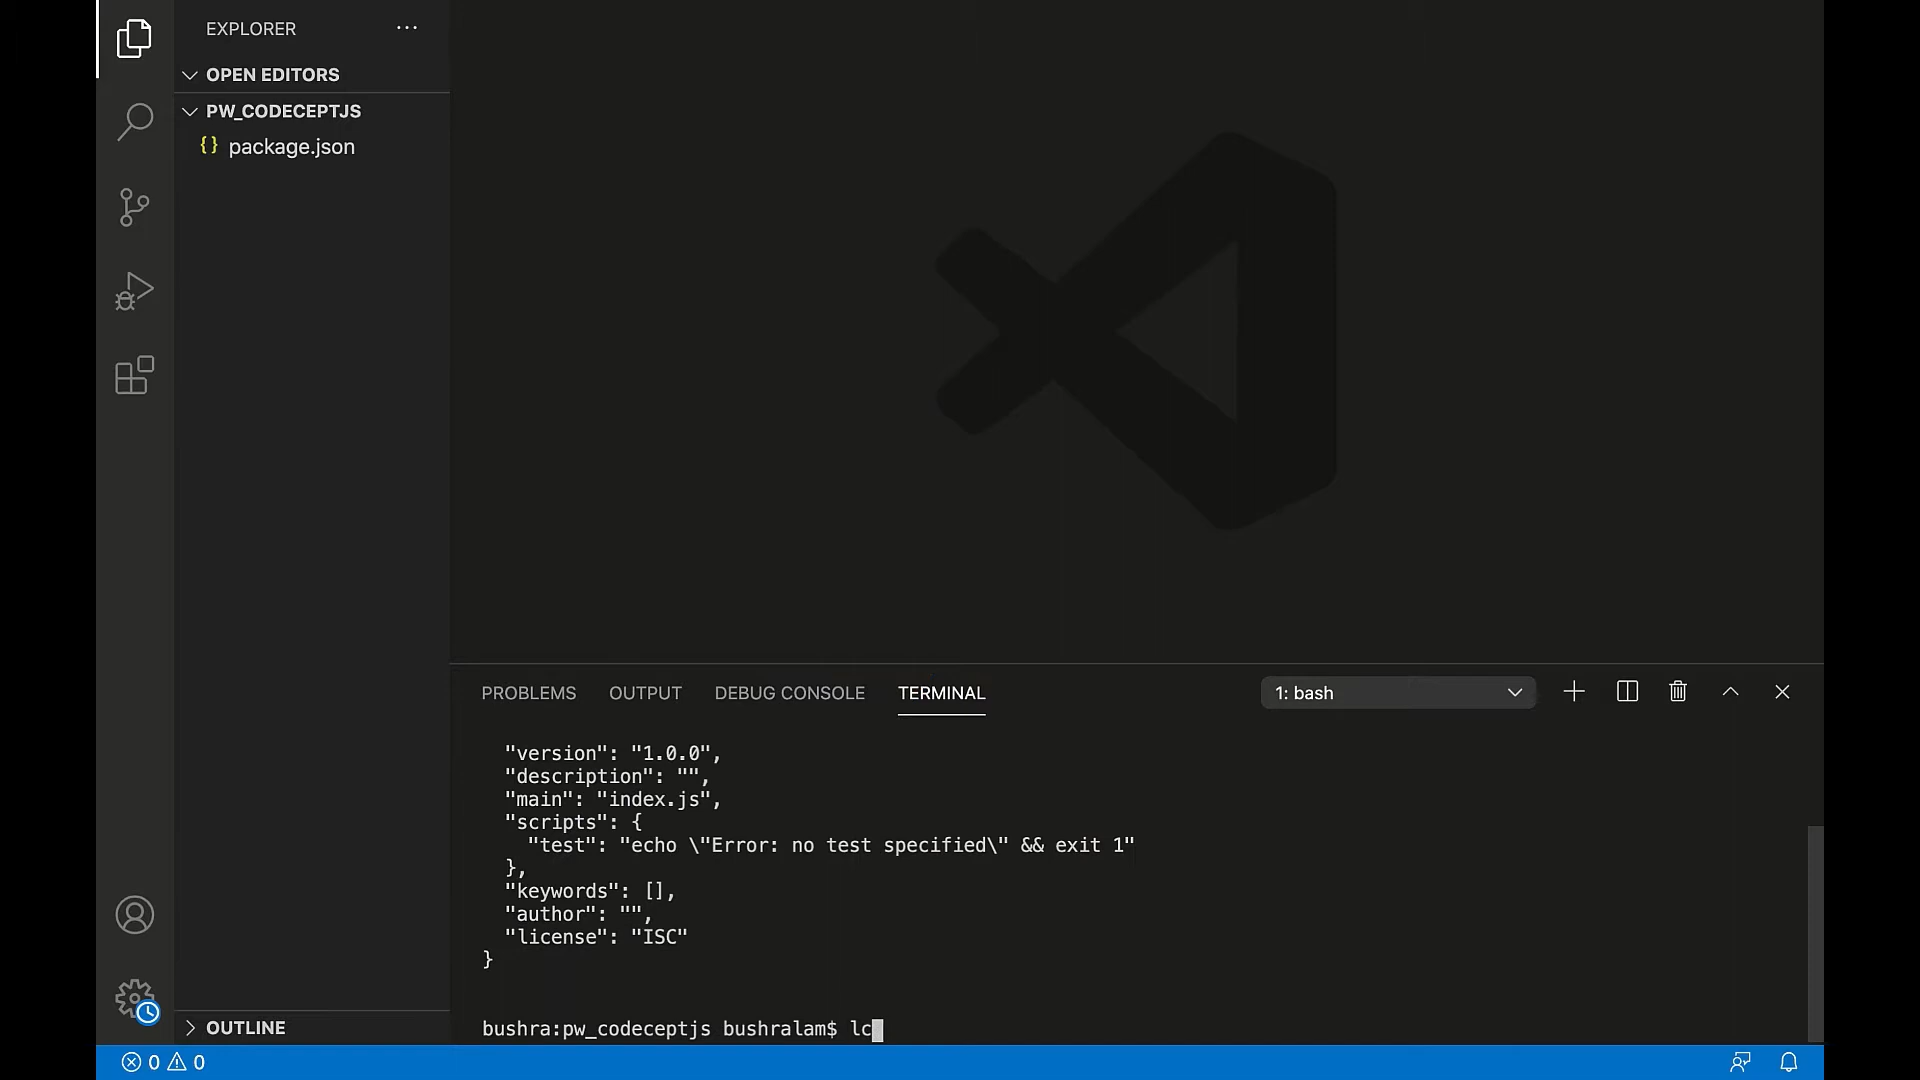 EXPLORER
OPEN EDITORS
PW_CODECEPTJS
{} package.json
OUTLINE
PROBLEMS OUTPUT DEBUG CONSOLE TERMINAL 1: bash
"version": "1.0.0",
"description": "",
"main": "index.js",
"scripts": {
"test": "echo \"Error: no test specified\" && exit 1"
},
"keywords": [],
"author": "",
"license": "ISC"
}
bushra:pw_codeceptjs bushralam$ lc
0 0